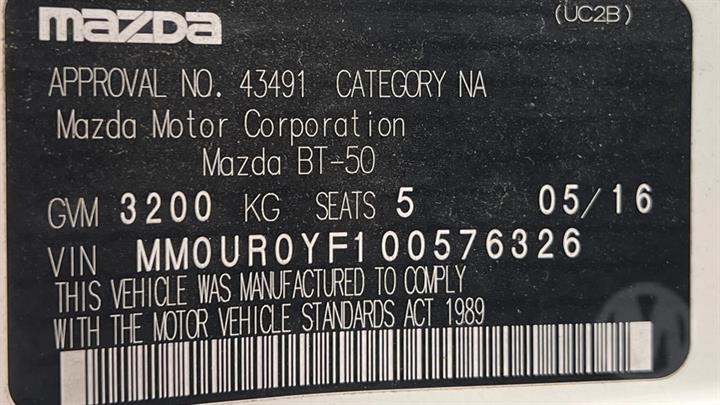 mazda (UC2B)
APPROVAL NO. 43491 CATEGORY NA
Mazda Motor Corporation
Mazda BT-50
GVM 3200 KG SEATS 5 05/16
VIN MM0UR0YF100576326
THIS VEHICLE WAS MANUFACTURED TO COMPLY
WITH THE MOTOR VEHICLE STANDARDS ACT 1989